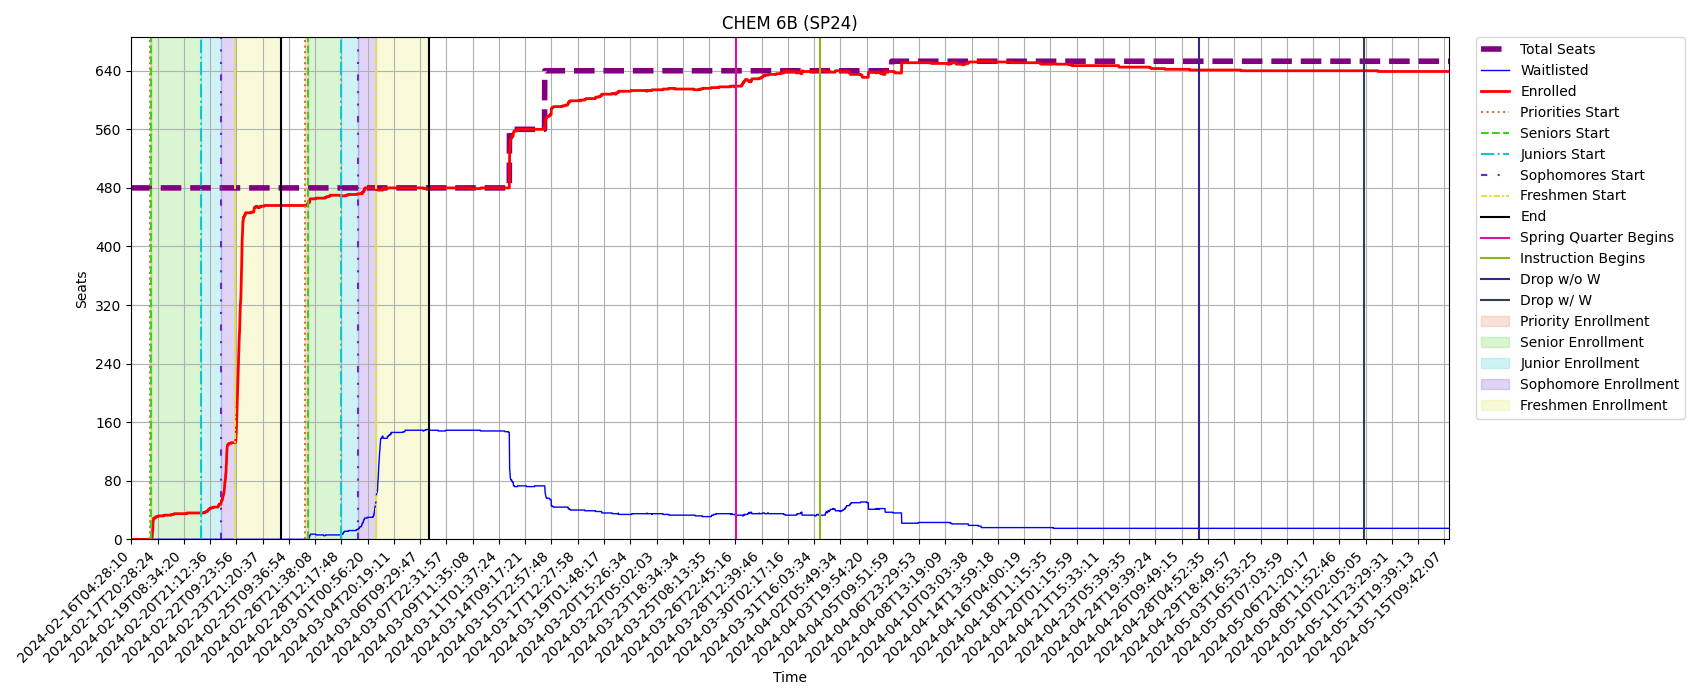 CHEM 6B (SP24)
Seats
640
560
480
400
320
240
160
80
0
2024-02-16T04:28:10
2024-02-17T20:28:24
2024-02-19T08:34:20
2024-02-20T21:12:36
2024-02-22T09:23:56
2024-02-23T21:20:37
2024-02-25T09:36:54
2024-02-26T21:38:08
2024-02-28T12:17:48
2024-03-01T00:56:20
2024-03-04T20:19:11
2024-03-06T09:29:47
2024-03-07T22:31:57
2024-03-09T11:35:08
2024-03-11T01:37:24
2024-03-14T09:17:21
2024-03-15T22:57:48
2024-03-17T12:27:58
2024-03-19T01:48:17
2024-03-20T15:26:34
2024-03-22T05:02:03
2024-03-23T18:34:34
2024-03-25T08:13:35
2024-03-26T22:45:16
2024-03-28T12:39:46
2024-03-30T02:17:16
2024-03-31T16:03:34
2024-04-02T05:49:34
2024-04-03T19:54:20
2024-04-05T09:51:59
2024-04-06T23:29:53
2024-04-08T13:19:09
2024-04-10T03:03:38
2024-04-14T13:59:18
2024-04-16T04:00:19
2024-04-18T11:15:35
2024-04-20T01:15:59
2024-04-21T15:33:11
2024-04-23T05:39:35
2024-04-24T19:39:24
2024-04-26T09:49:15
2024-04-28T04:52:35
2024-04-29T18:49:57
2024-05-03T16:53:25
2024-05-05T07:03:59
2024-05-06T21:20:17
2024-05-08T11:52:46
2024-05-10T02:05:05
2024-05-11T23:29:31
2024-05-13T19:39:13
2024-05-15T09:42:07
Time
Total Seats
Waitlisted
Enrolled
Priorities Start
Seniors Start
Juniors Start
Sophomores Start
Freshmen Start
End
Spring Quarter Begins
Instruction Begins
Drop w/o W
Drop w/ W
Priority Enrollment
Senior Enrollment
Junior Enrollment
Sophomore Enrollment
Freshmen Enrollment